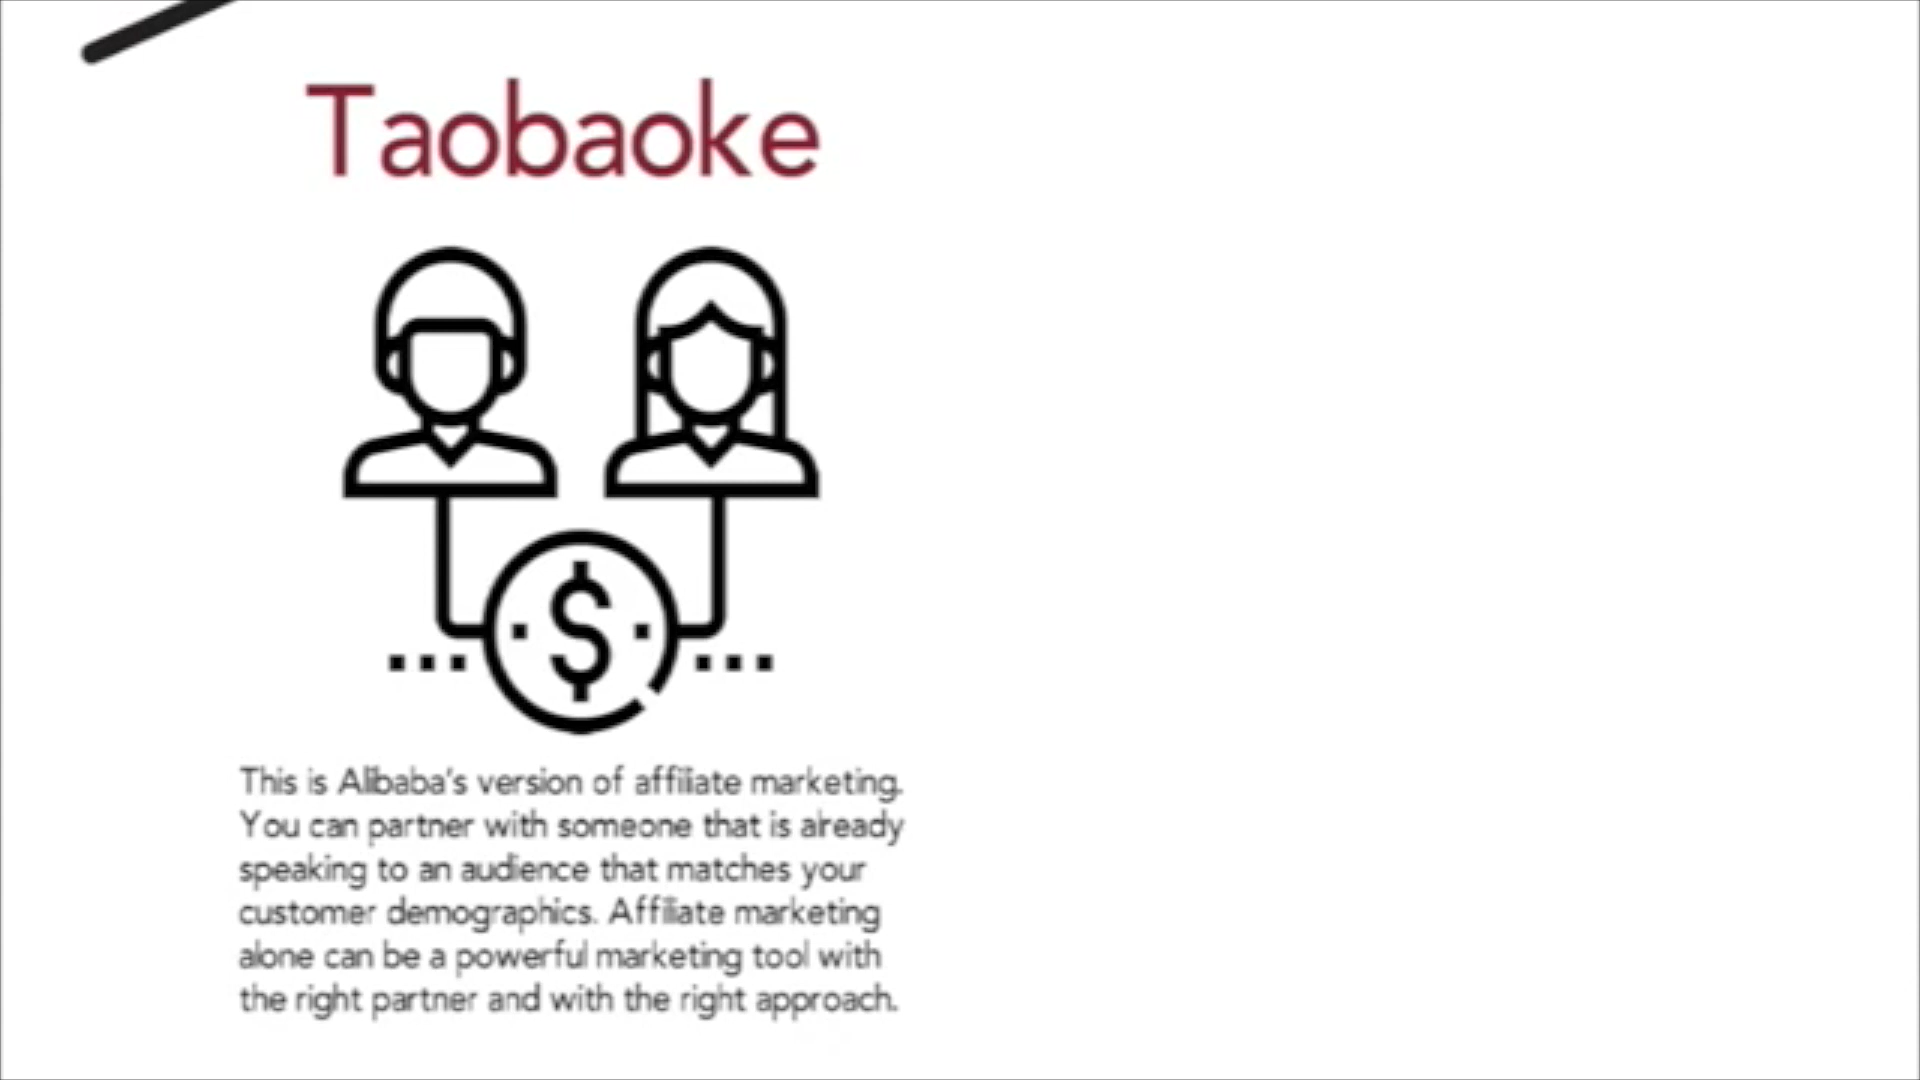 Taobaoke
$
This is Alibaba's version of affiliate marketing.
You can partner with someone that is already
speaking to an audience that matches your
customer demographics. Affiliate marketing
alone can be a powerful marketing tool with
the right partner and with the right approach.